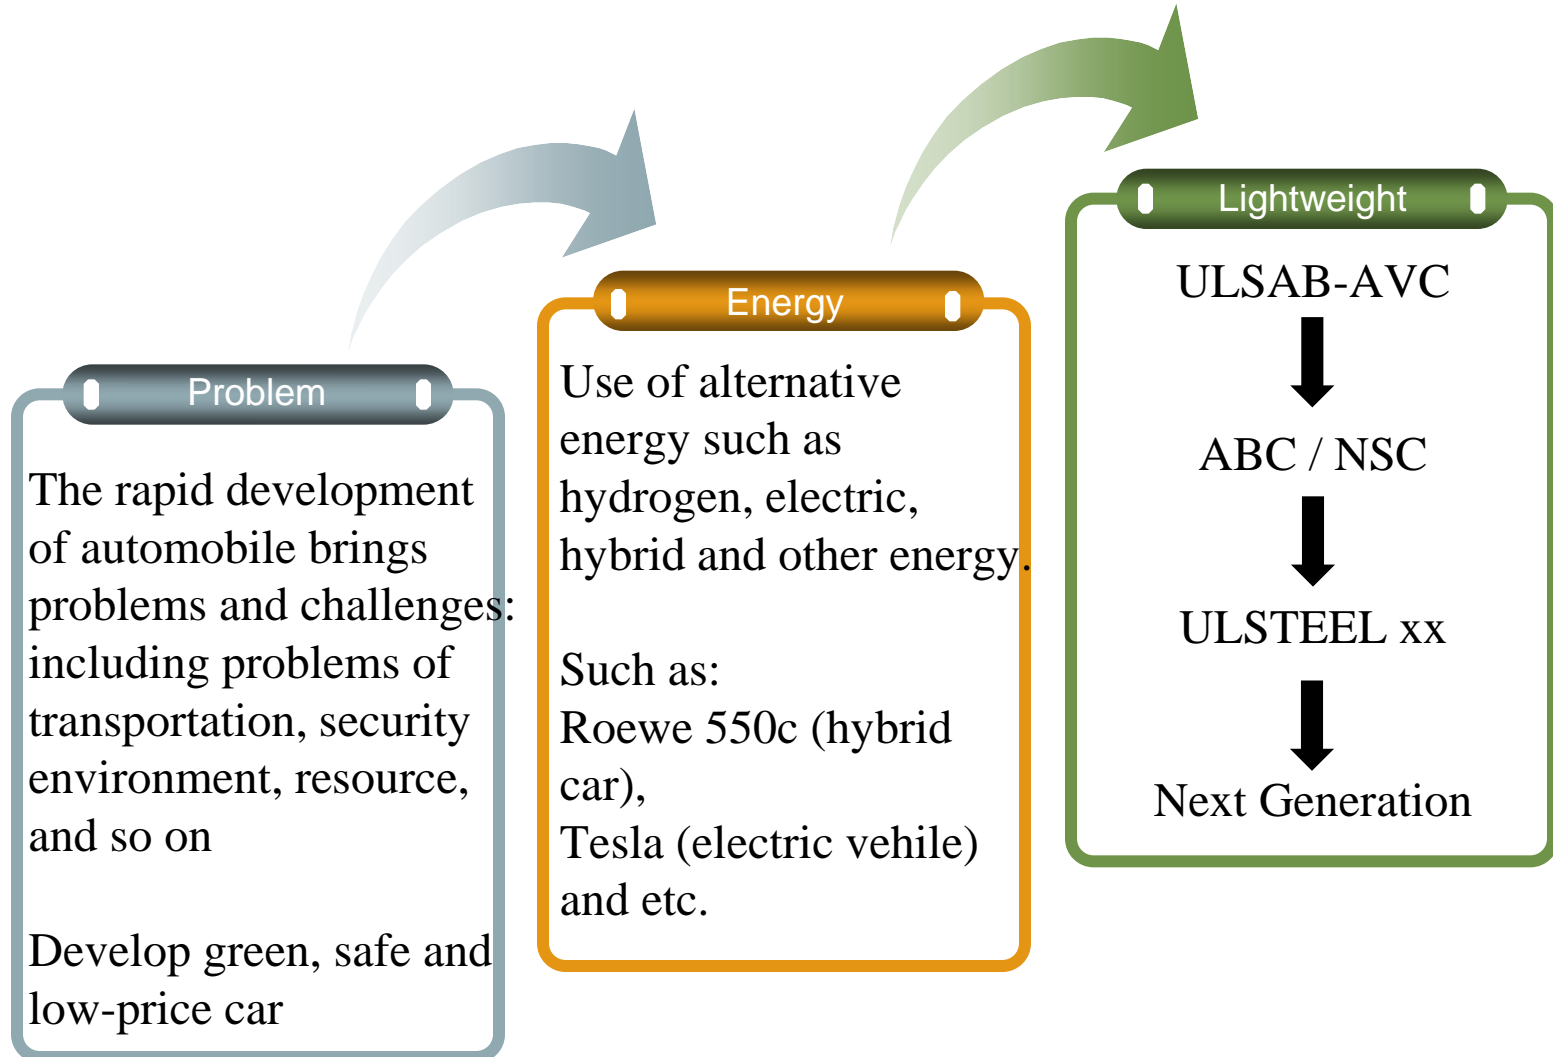 Problem
The rapid development
of automobile brings
problems and challenges:
including problems of
transportation, security
environment, resource,
and so on
Develop green, safe and
low-price car
Energy
Use of alternative
energy such as
hydrogen, electric,
hybrid and other energy.
Such as:
Roewe 550c (hybrid
car),
Tesla (electric vehile)
and etc.
Lightweight
ULSAB-AVC
ABC / NSC
ULSTEEL xx
Next Generation